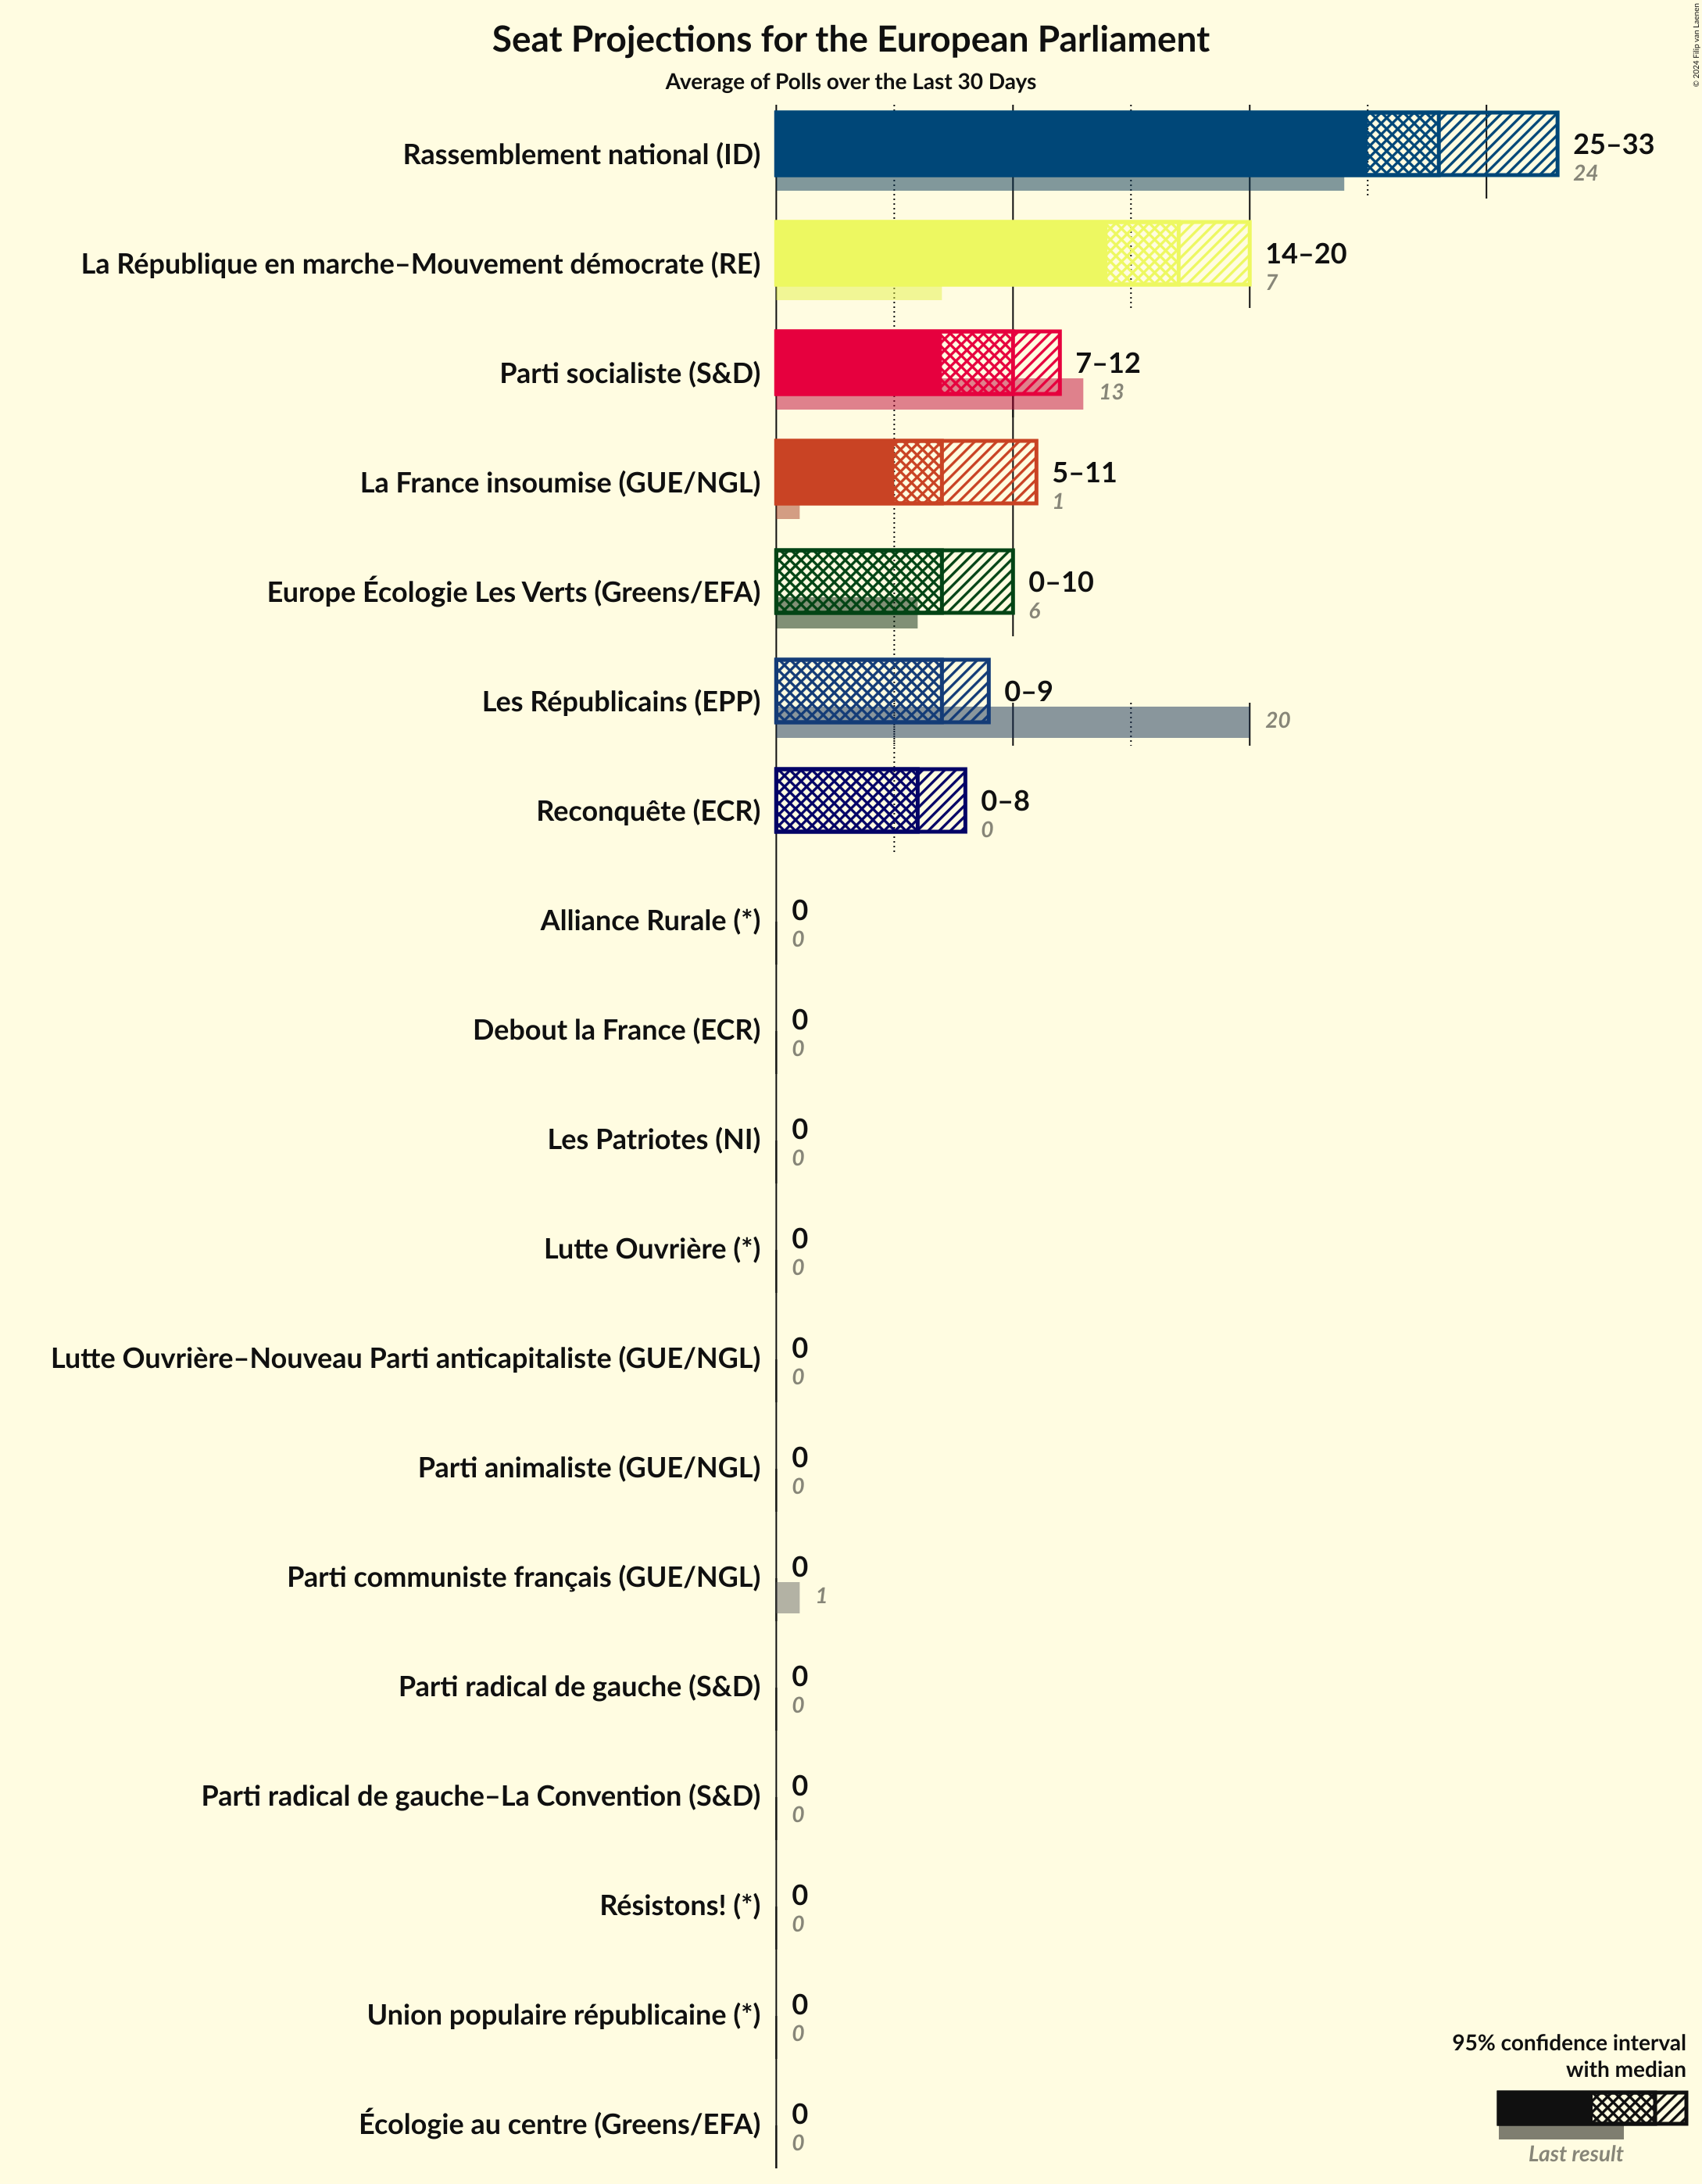 © 2024 Filip van Laenen
Seat Projections for the European Parliament
Average of Polls over the Last 30 Days
Rassemblement national (ID)
25–33
24
La République en marche–Mouvement démocrate (RE)
14–20
7
Parti socialiste (S&D)
7–12
13
La France insoumise (GUE/NGL)
5–11
1
Europe Écologie Les Verts (Greens/EFA)
0–10
6
Les Républicains (EPP)
0–9
20
Reconquête (ECR)
0–8
0
Alliance Rurale (*)
0
0
Debout la France (ECR)
0
0
Les Patriotes (NI)
0
0
Lutte Ouvrière (*)
0
0
Lutte Ouvrière–Nouveau Parti anticapitaliste (GUE/NGL)
0
0
Parti animaliste (GUE/NGL)
0
0
Parti communiste français (GUE/NGL)
0
1
Parti radical de gauche (S&D)
0
0
Parti radical de gauche–La Convention (S&D)
0
0
Résistons! (*)
0
0
Union populaire républicaine (*)
0
0
Écologie au centre (Greens/EFA)
0
0
95% confidence interval
with median
Last result